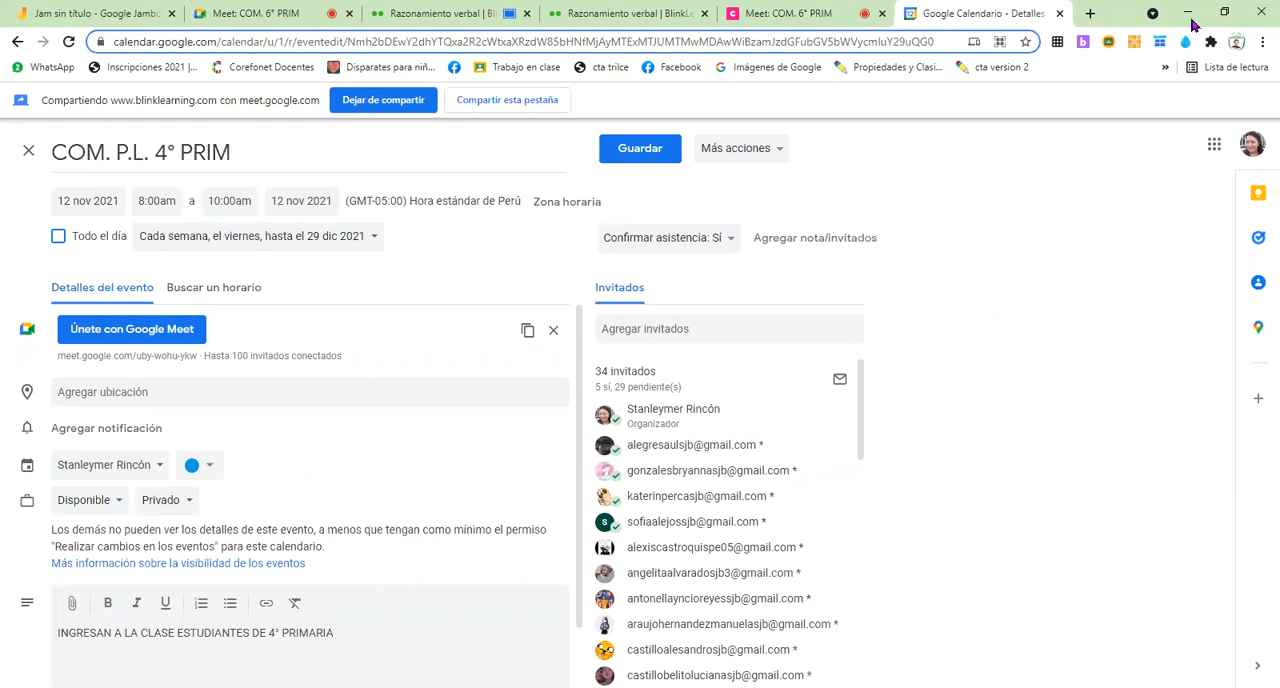 Jam sin título - Google Jambo
Meet: COM. 6° PRIM
Razonamiento verbal | Bl
Razonamiento verbal | BlinkLe
Meet: COM. 6° PRIM
Google Calendario - Detalles
calendar.google.com/calendar/u/1/r/eventedit/Nmh2bDEwY2dhYTQxa2R2cWtxaXRzdW85bHNfMjAyMTExMTJUMTMwMDAwWiBzamJzdGFubGV5bWVycmluY29uQG0
WhatsApp
Inscripciones 2021 |...
Corefonet Docentes
Disparates para niñ...
Trabajo en clase
cta trilce
Facebook
Imágenes de Google
Propiedades y Clasi...
cta version 2
»
Lista de lectura
Compartiendo www.blinklearning.com con meet.google.com
Dejar de compartir
Compartir esta pestaña
COM. P.L. 4° PRIM
Guardar
Más acciones
12 nov 2021 8:00am a 10:00am 12 nov 2021 (GMT-05:00) Hora estándar de Perú Zona horaria
Todo el día
Cada semana, el viernes, hasta el 29 dic 2021
Confirmar asistencia: Sí
Agregar nota/invitados
Detalles del evento
Buscar un horario
Invitados
Únete con Google Meet
meet.google.com/uby-wohu-ykw · Hasta 100 invitados conectados
Agregar ubicación
Agregar notificación
Stanleymer Rincón
Disponible
Privado
Los demás no pueden ver los detalles de este evento, a menos que tengan como mínimo el permiso
"Realizar cambios en los eventos" para este calendario.
Más información sobre la visibilidad de los eventos
B I U
INGRESAN A LA CLASE ESTUDIANTES DE 4° PRIMARIA
Agregar invitados
34 invitados
5 sí, 29 pendiente(s)
Stanleymer Rincón
Organizador
alegresaulsjb@gmail.com *
gonzalesbryannasjb@gmail.com *
katerinpercasjb@gmail.com *
S sofiaalejossjb@gmail.com *
alexiscastroquispe05@gmail.com *
angelitaalvaradosjb3@gmail.com *
antonellayncioreyessjb@gmail.com *
araujohernandezmanuelasjb@gmail.com *
castilloalesandrosjb@gmail.com *
castillobelitolucianasjb@gmail.com *